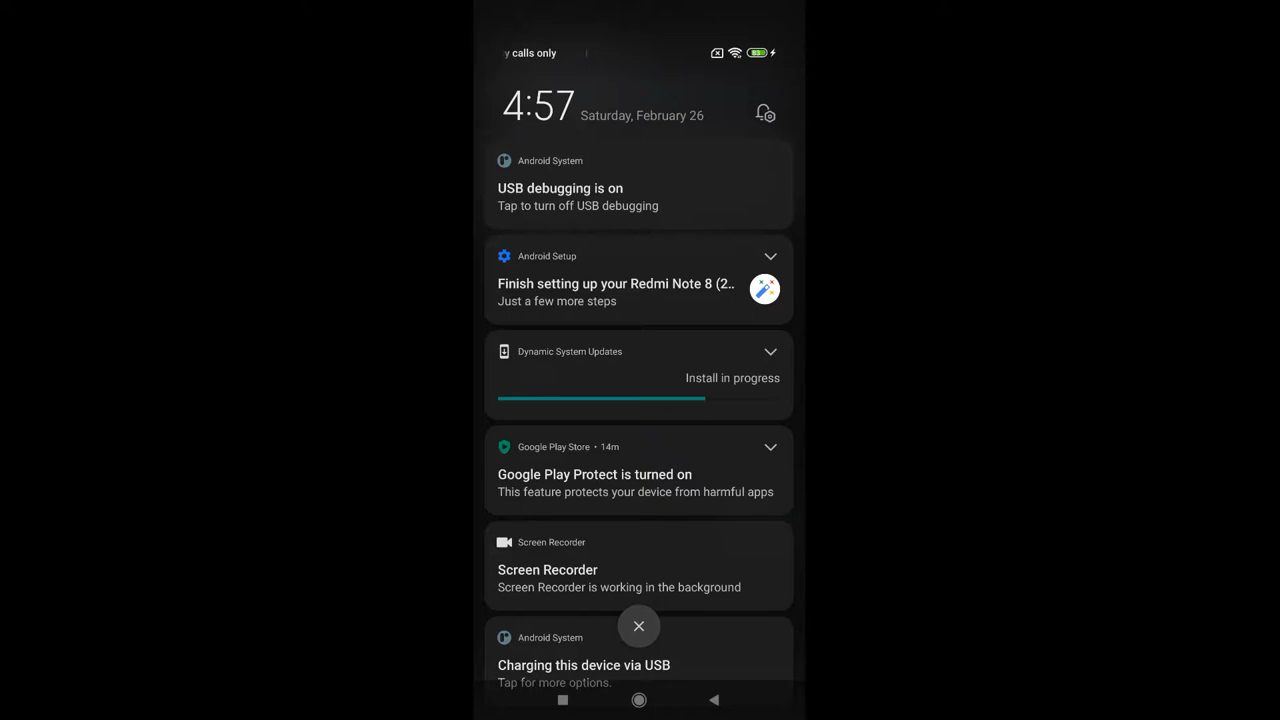 y calls only
83
4:57 Saturday, February 26
Android System
USB debugging is on
Tap to turn off USB debugging
Android Setup
Finish setting up your Redmi Note 8 (2..
Just a few more steps
Dynamic System Updates
Install in progress
Google Play Store • 14m
Google Play Protect is turned on
This feature protects your device from harmful apps
Screen Recorder
Screen Recorder
Screen Recorder is working in the background
Android System
Charging this device via USB
Tap for more options.